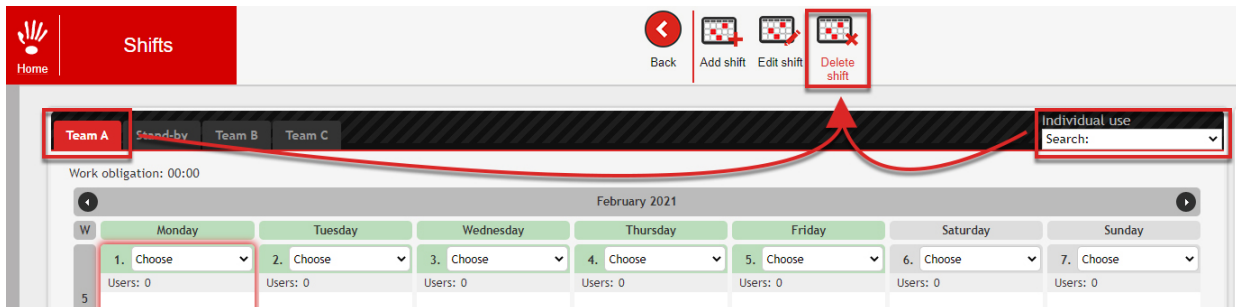 Home
Shifts
Back
Add shift
Edit shift
Delete
shift
Team A
Stand-by
Team B
Team C
Individual use
Search:
Work obligation: 00:00
February 2021
W
Monday
Tuesday
Wednesday
Thursday
Friday
Saturday
Sunday
5
1. Choose
2. Choose
3. Choose
4. Choose
5. Choose
6. Choose
7. Choose
Users: 0
Users: 0
Users: 0
Users: 0
Users: 0
Users: 0
Users: 0